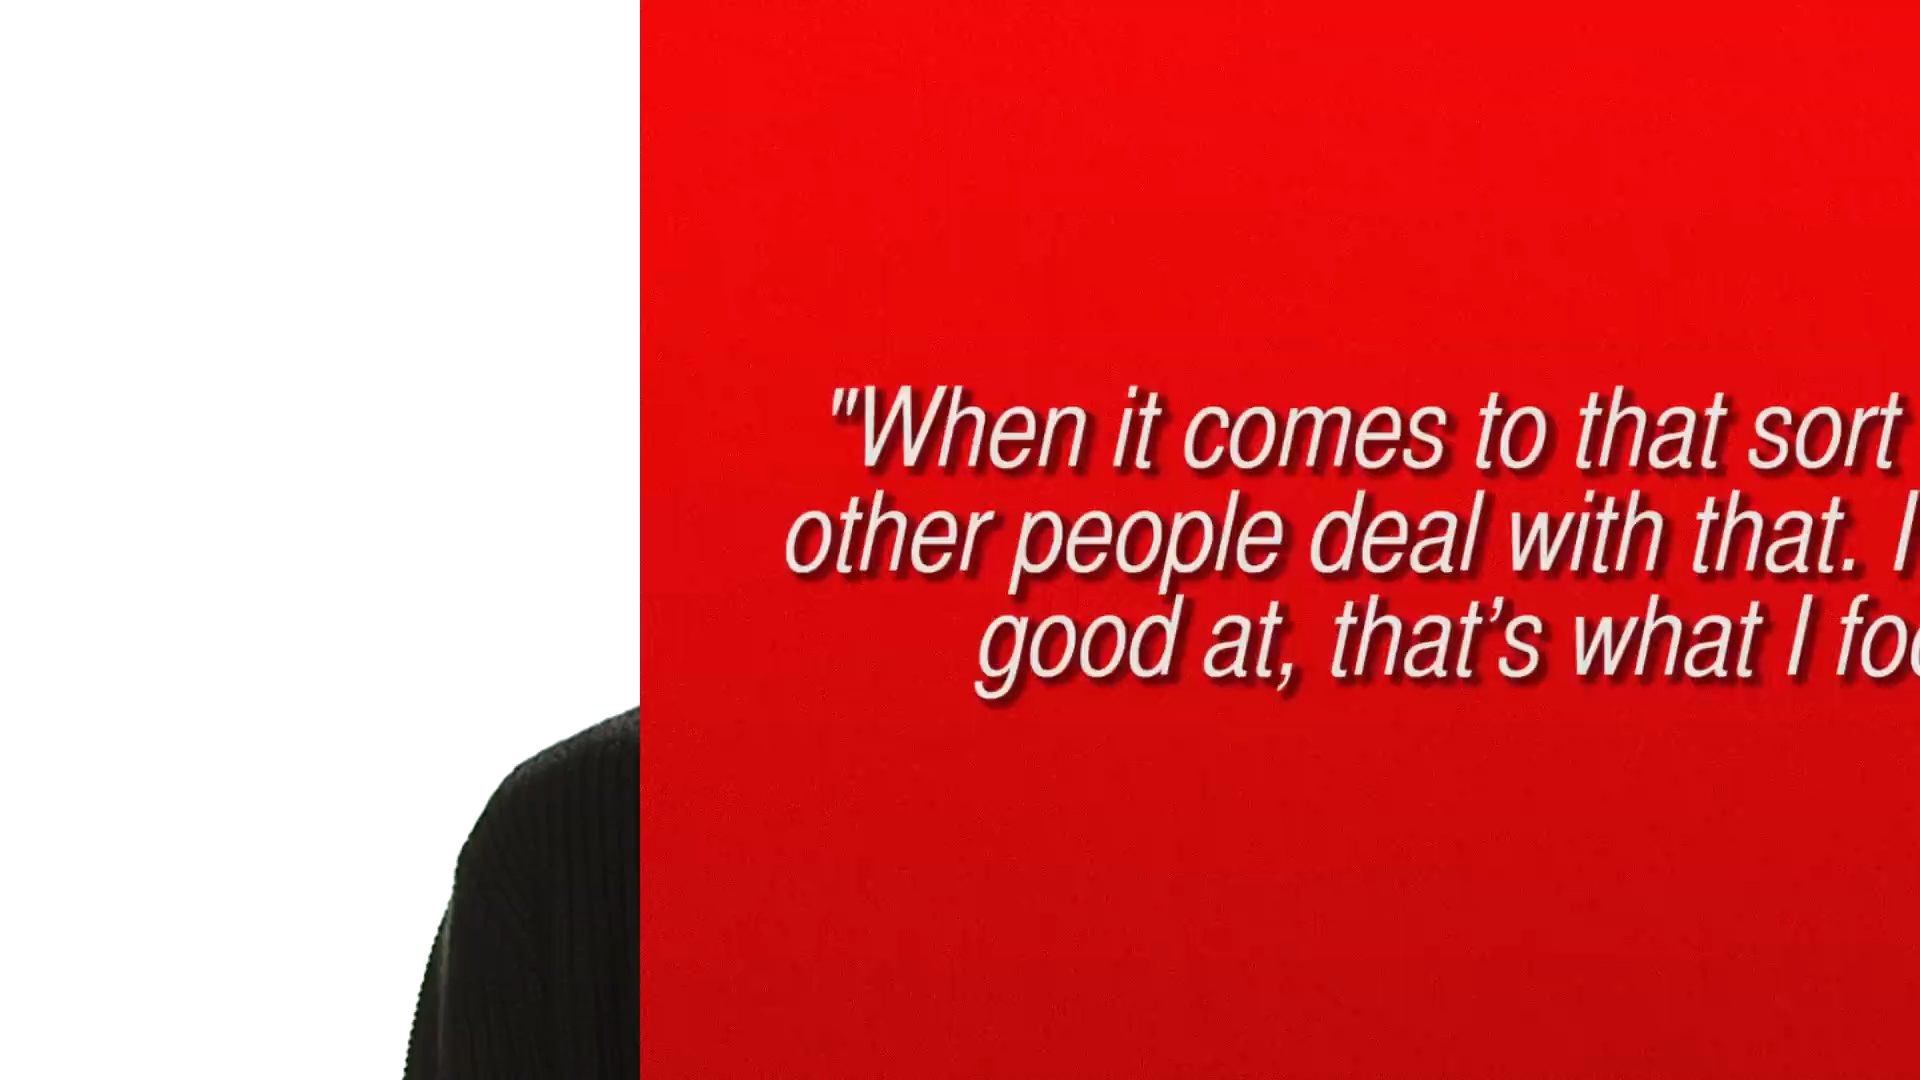 "When it comes to that sort
other people deal with that.
good at, that’s what I